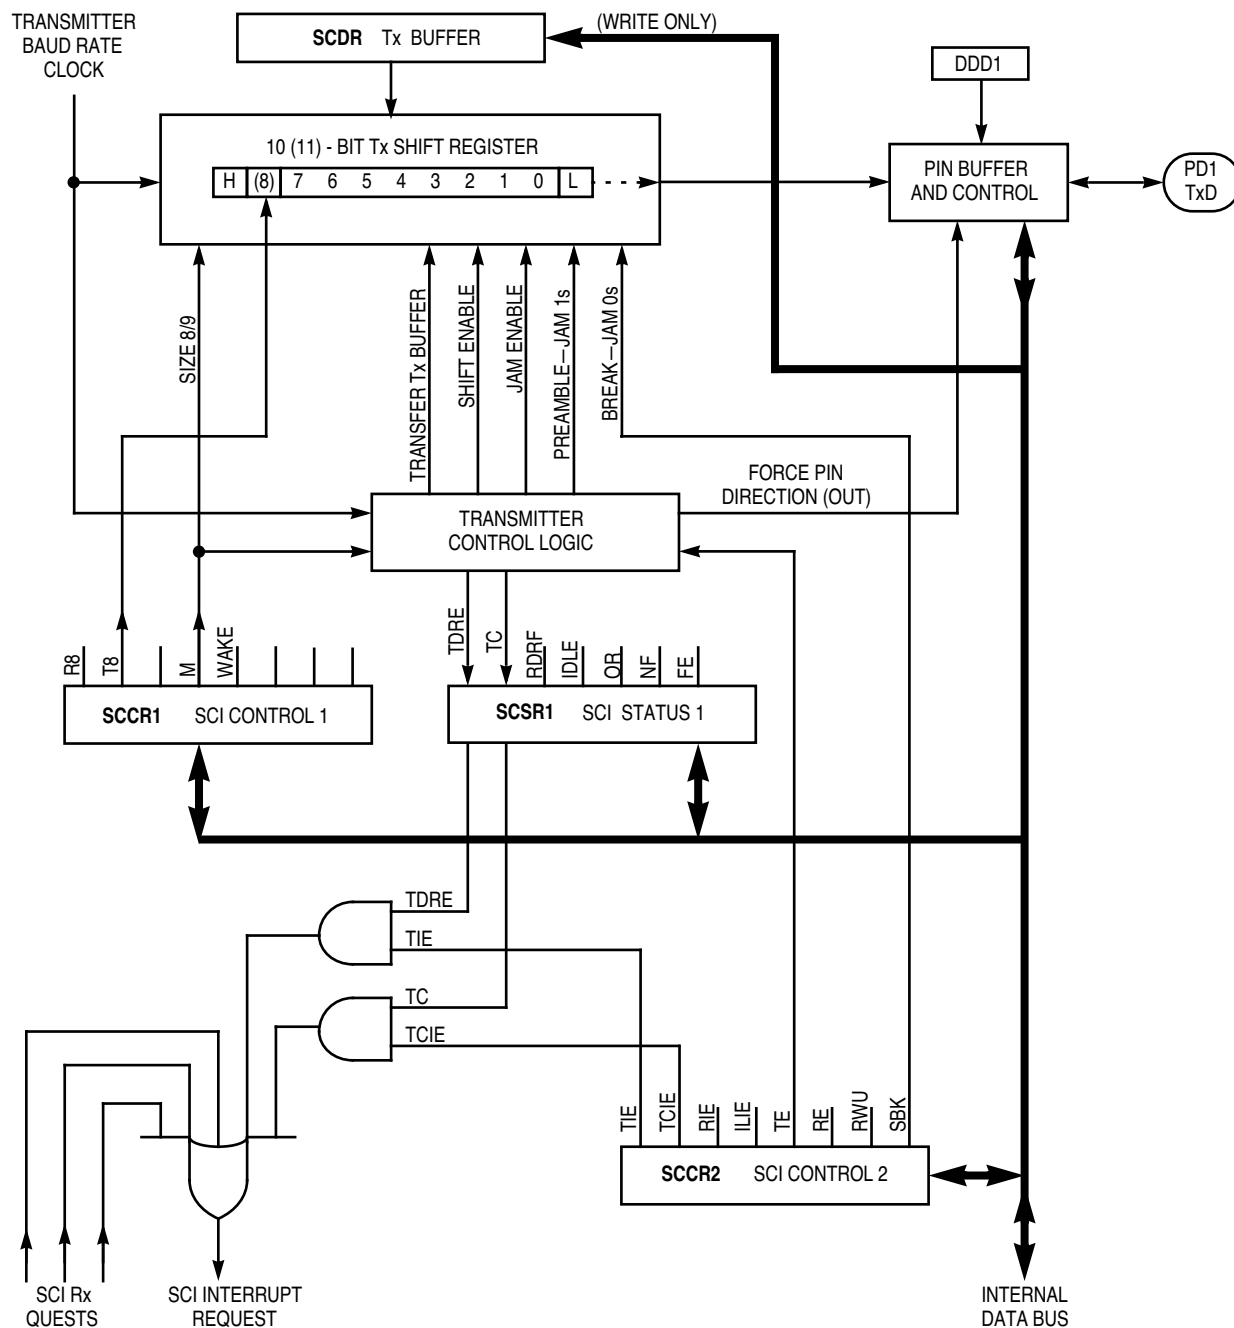 TRANSMITTER
BAUD RATE
CLOCK
SCDR Tx BUFFER
(WRITE ONLY)
DDD1
10 (11) - BIT Tx SHIFT REGISTER
H (8) 7 6 5 4 3 2 1 0 L
PIN BUFFER
AND CONTROL
PD1
TxD
SIZE 8/9
TRANSFER Tx BUFFER
SHIFT ENABLE
JAM ENABLE
PREAMBLE—JAM 1s
BREAK—JAM 0s
FORCE PIN
DIRECTION (OUT)
TRANSMITTER
CONTROL LOGIC
TDRE
TC
R8
T8
M
WAKE
RDRF
IDLE
OR
NF
FE
SCCR1 SCI CONTROL 1
SCSR1 SCI STATUS 1
TDRE
TIE
TC
TCIE
TIE
TCIE
RIE
ILIE
TE
RE
RWU
SBK
SCCR2 SCI CONTROL 2
SCI Rx
QUESTS
SCI INTERRUPT
REQUEST
INTERNAL
DATA BUS